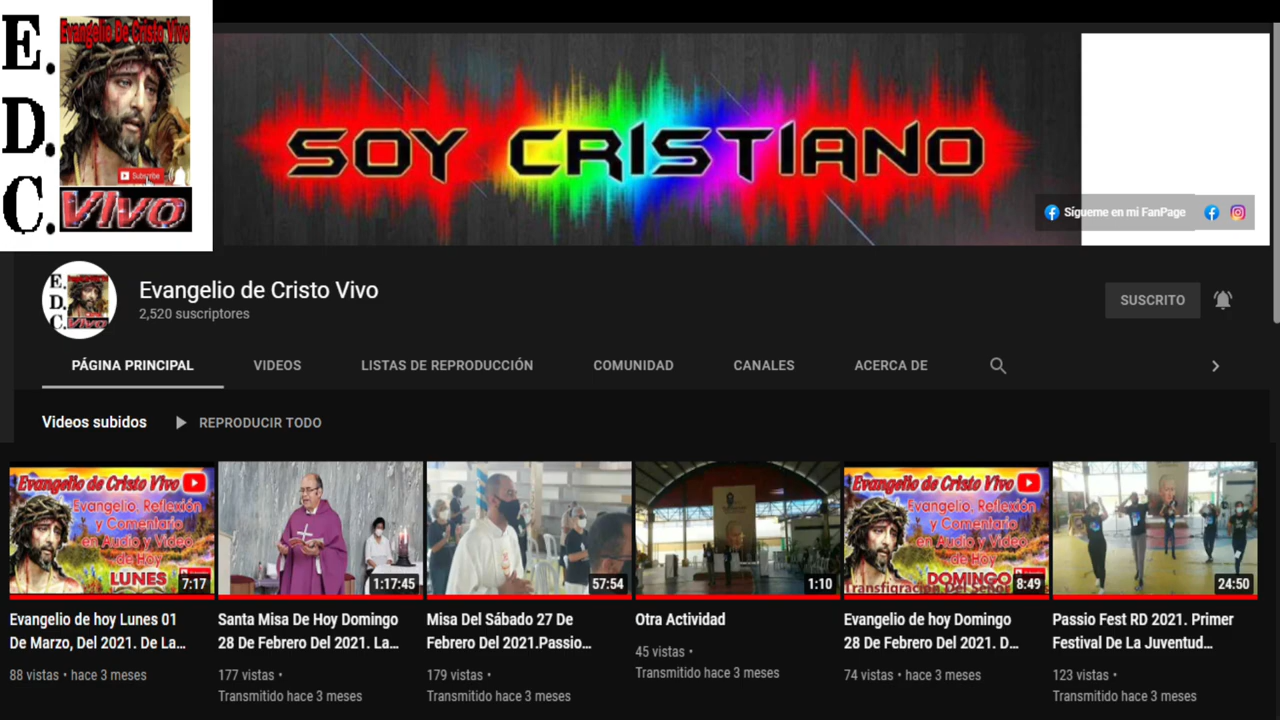 E.
D.
C.
Evangelio De Cristo Vivo
Subscribe
Vivo
SOY CRISTIANO
Sígueme en mi FanPage
E.
D.
C.
Vivo
Evangelio de Cristo Vivo
2,520 suscriptores
SUSCRITO
PÁGINA PRINCIPAL VIDEOS LISTAS DE REPRODUCCIÓN COMUNIDAD CANALES ACERCA DE
Videos subidos REPRODUCIR TODO
Evangelio de Cristo Vivo
Evangelio, Reflexión
y Comentario
en Audio y Video
de Hoy
LUNES
7:17
1:17:45
57:54
1:10
Evangelio de Cristo Vivo
Evangelio, Reflexión
y Comentario
en Audio y Video
de Hoy
DOMINGO
Transfigración Del Señor
8:49
24:50
Evangelio de hoy Lunes 01
De Marzo, Del 2021. De La...
88 vistas • hace 3 meses
Santa Misa De Hoy Domingo
28 De Febrero Del 2021. La...
177 vistas •
Transmitido hace 3 meses
Misa Del Sábado 27 De
Febrero Del 2021.Passio...
179 vistas •
Transmitido hace 3 meses
Otra Actividad
45 vistas •
Transmitido hace 3 meses
Evangelio de hoy Domingo
28 De Febrero Del 2021. D...
74 vistas • hace 3 meses
Passio Fest RD 2021. Primer
Festival De La Juventud...
123 vistas •
Transmitido hace 3 meses